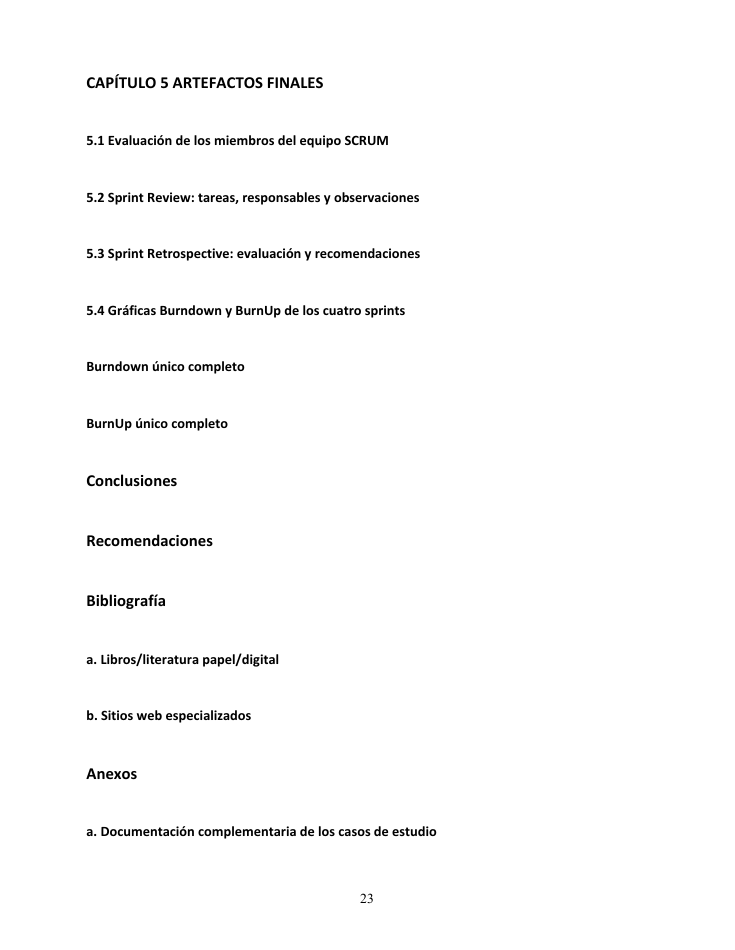 CAPÍTULO 5 ARTEFACTOS FINALES
5.1 Evaluación de los miembros del equipo SCRUM
5.2 Sprint Review: tareas, responsables y observaciones
5.3 Sprint Retrospective: evaluación y recomendaciones
5.4 Gráficas Burndown y BurnUp de los cuatro sprints
Burndown único completo
BurnUp único completo
Conclusiones
Recomendaciones
Bibliografía
a. Libros/literatura papel/digital
b. Sitios web especializados
Anexos
a. Documentación complementaria de los casos de estudio
23